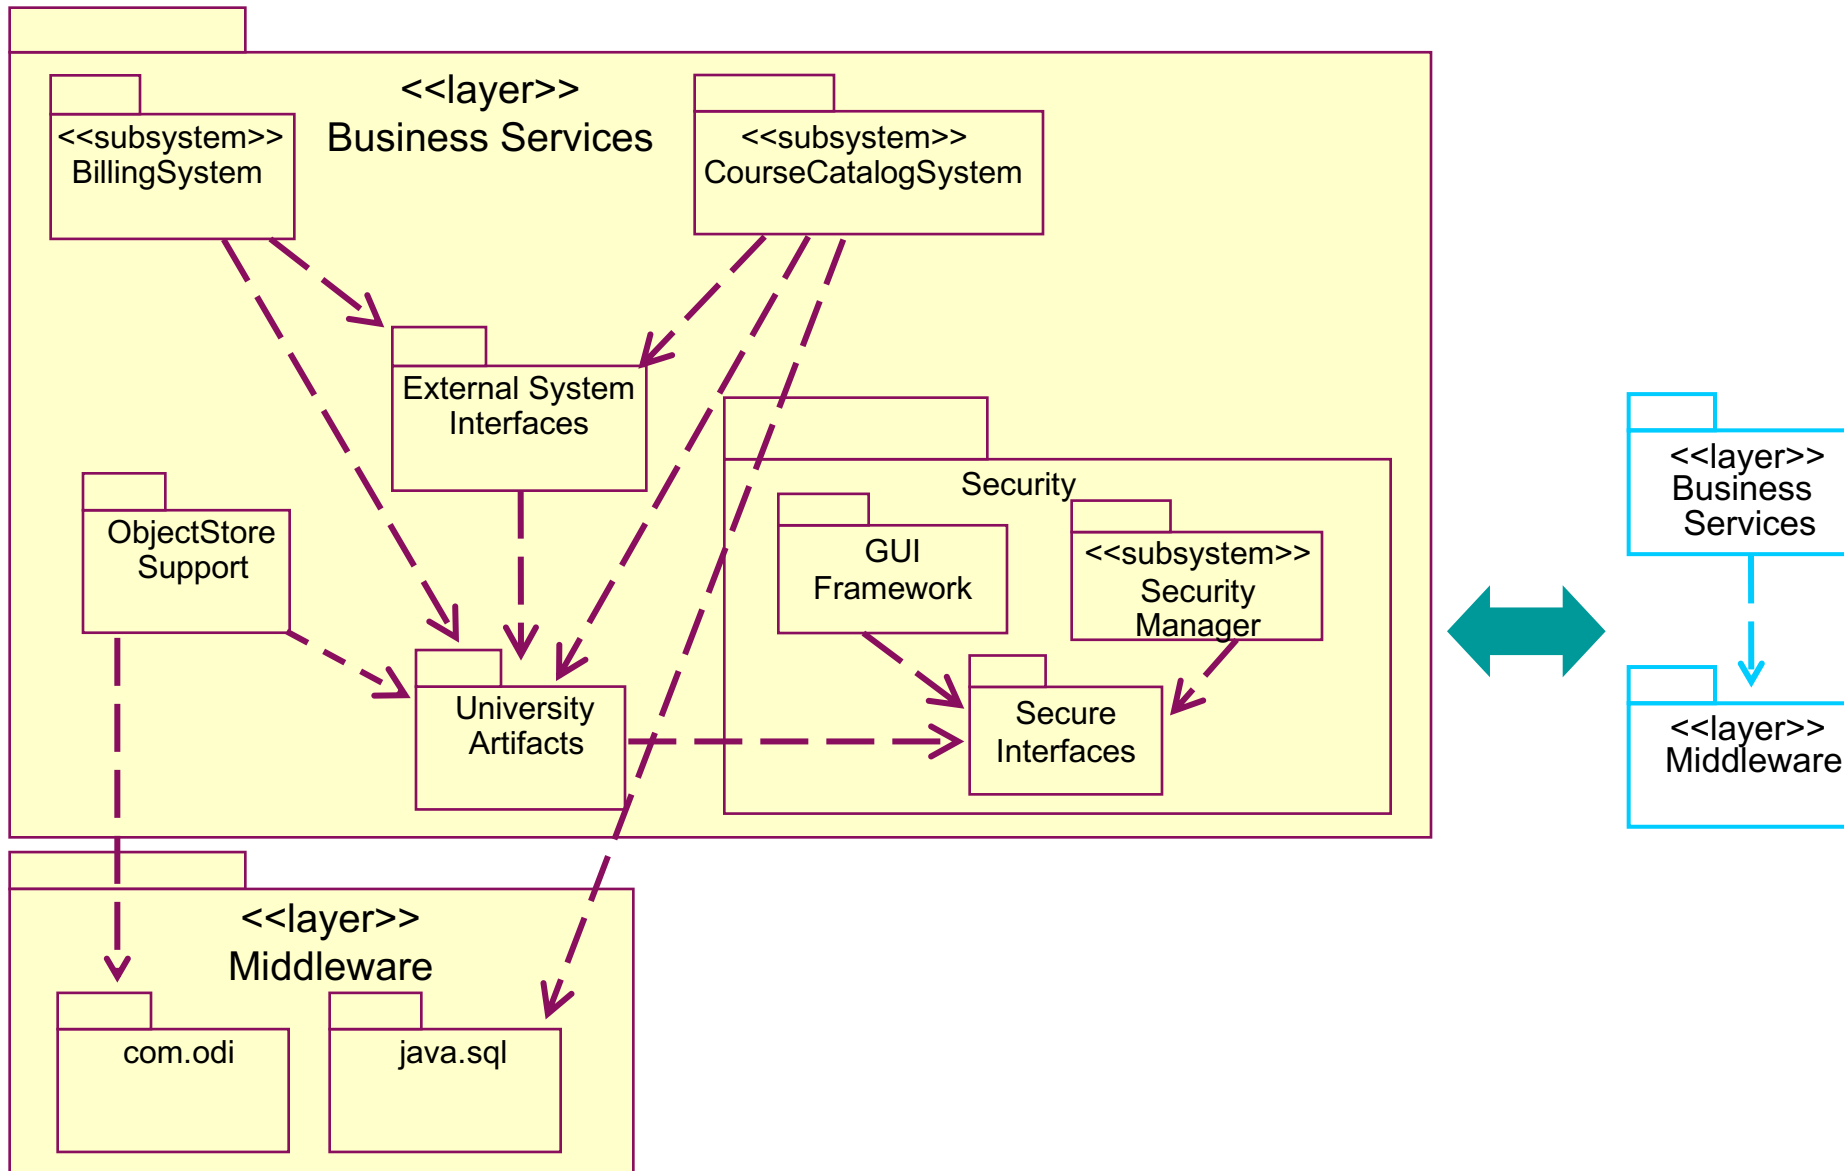 <<layer>>
Business Services
<<subsystem>>
BillingSystem
<<subsystem>>
CourseCatalogSystem
External System
Interfaces
ObjectStore
Support
Security
GUI
Framework
<<subsystem>>
Security
Manager
University
Artifacts
Secure
Interfaces
<<layer>>
Middleware
com.odi
java.sql
<<layer>>
Business
Services
<<layer>>
Middleware